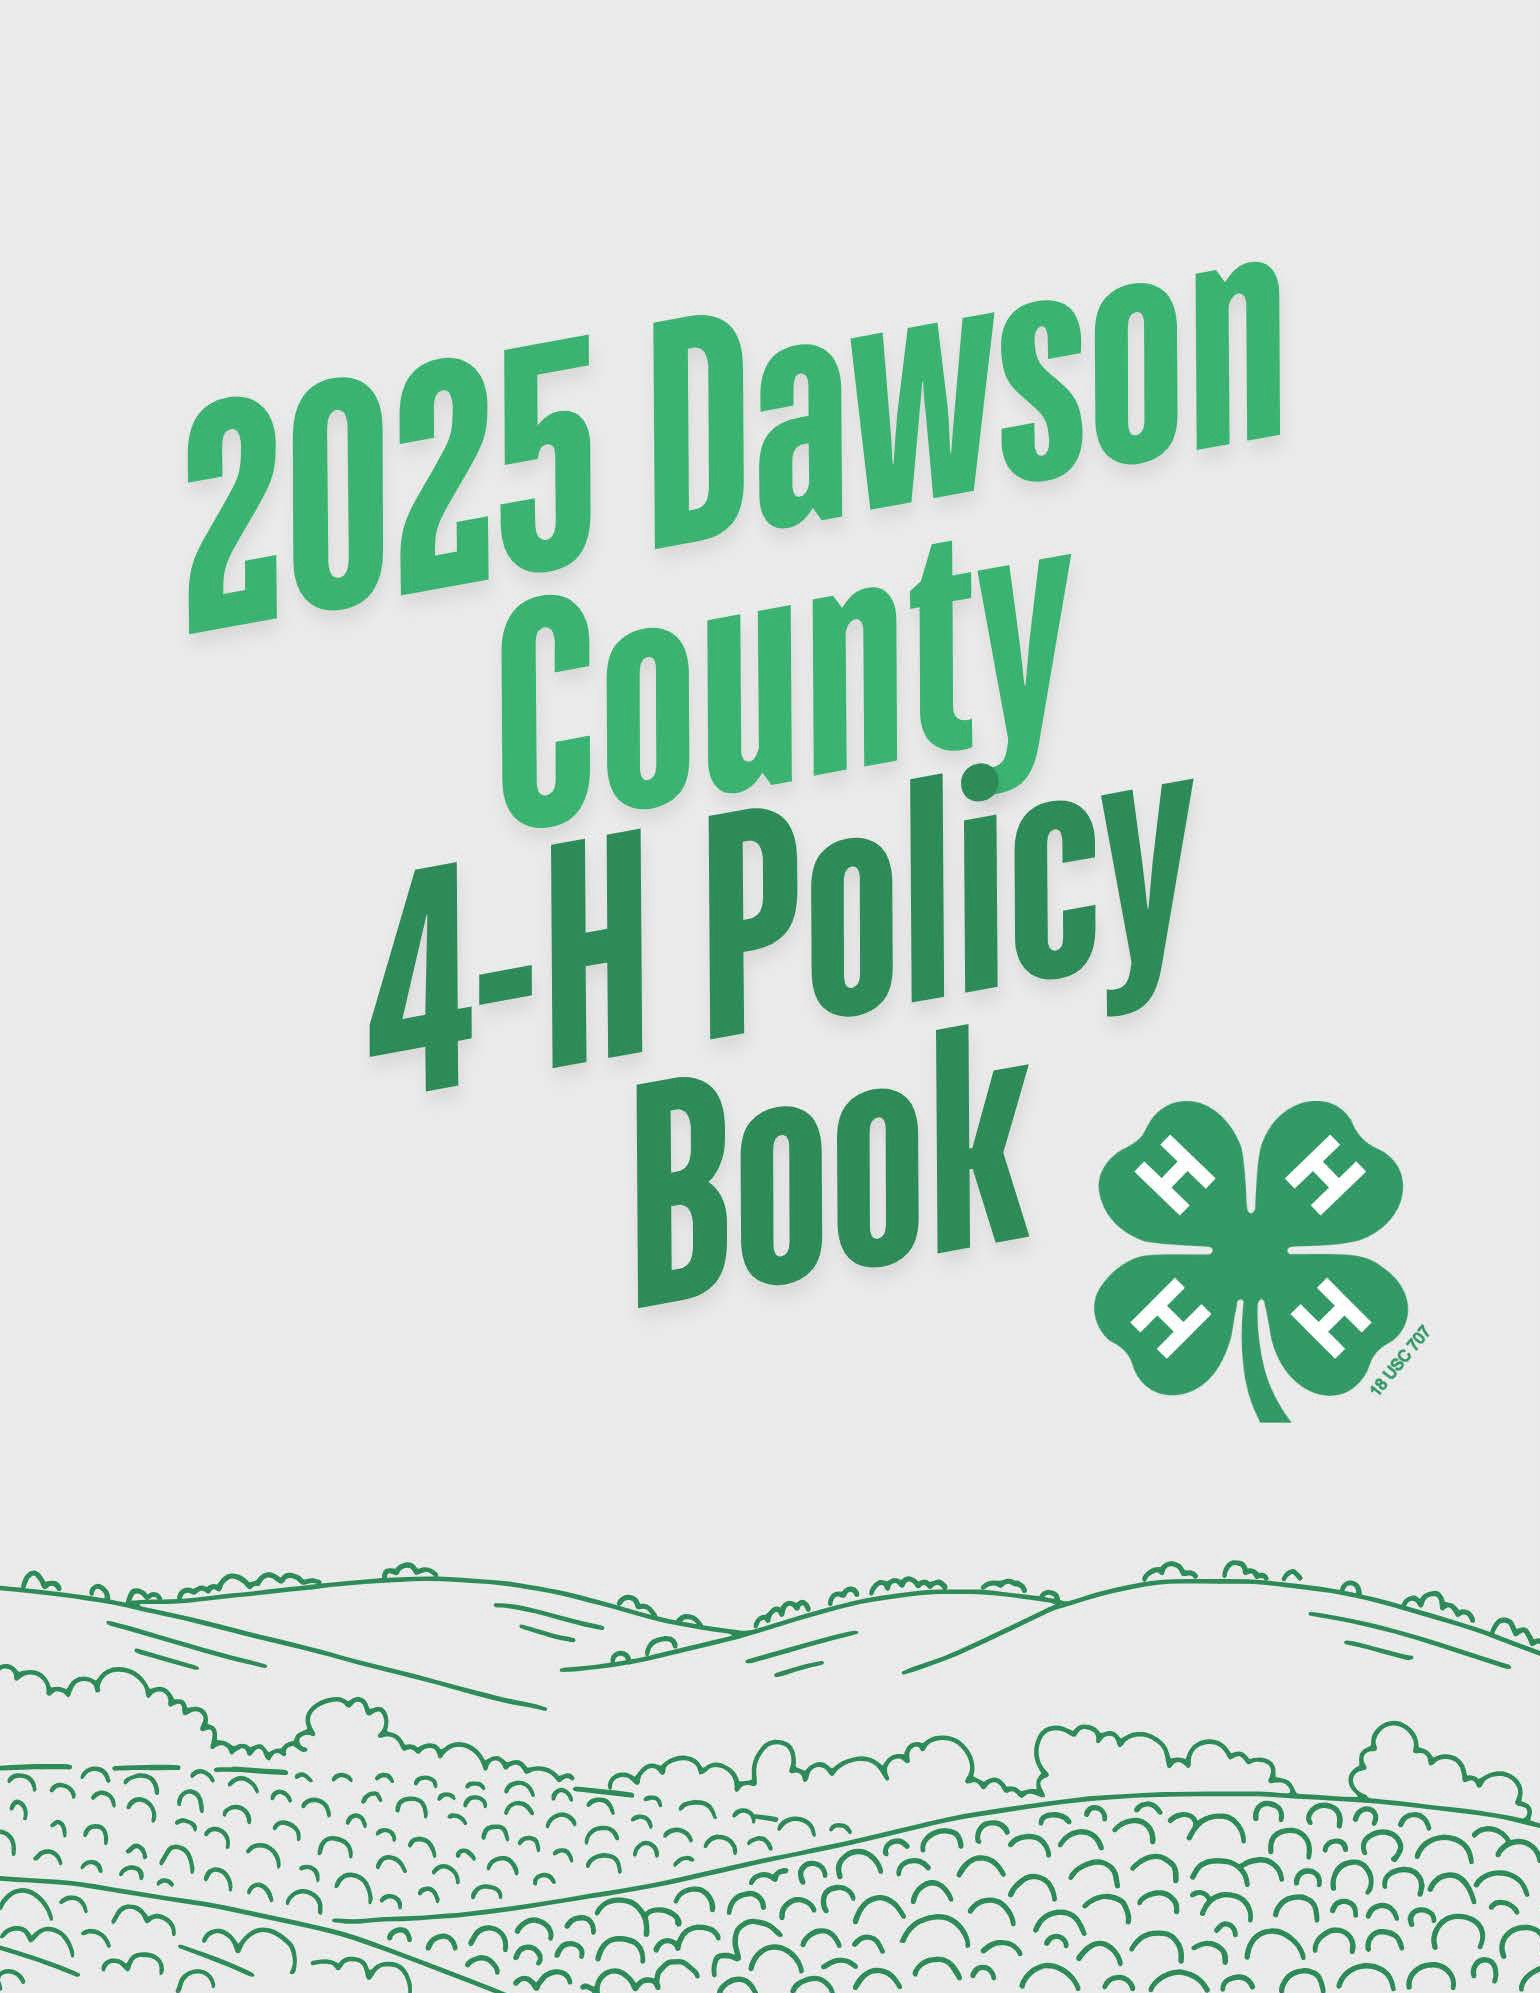 2025 Dawson
County
4-H Policy
Book
H H
H H
18 USC 707